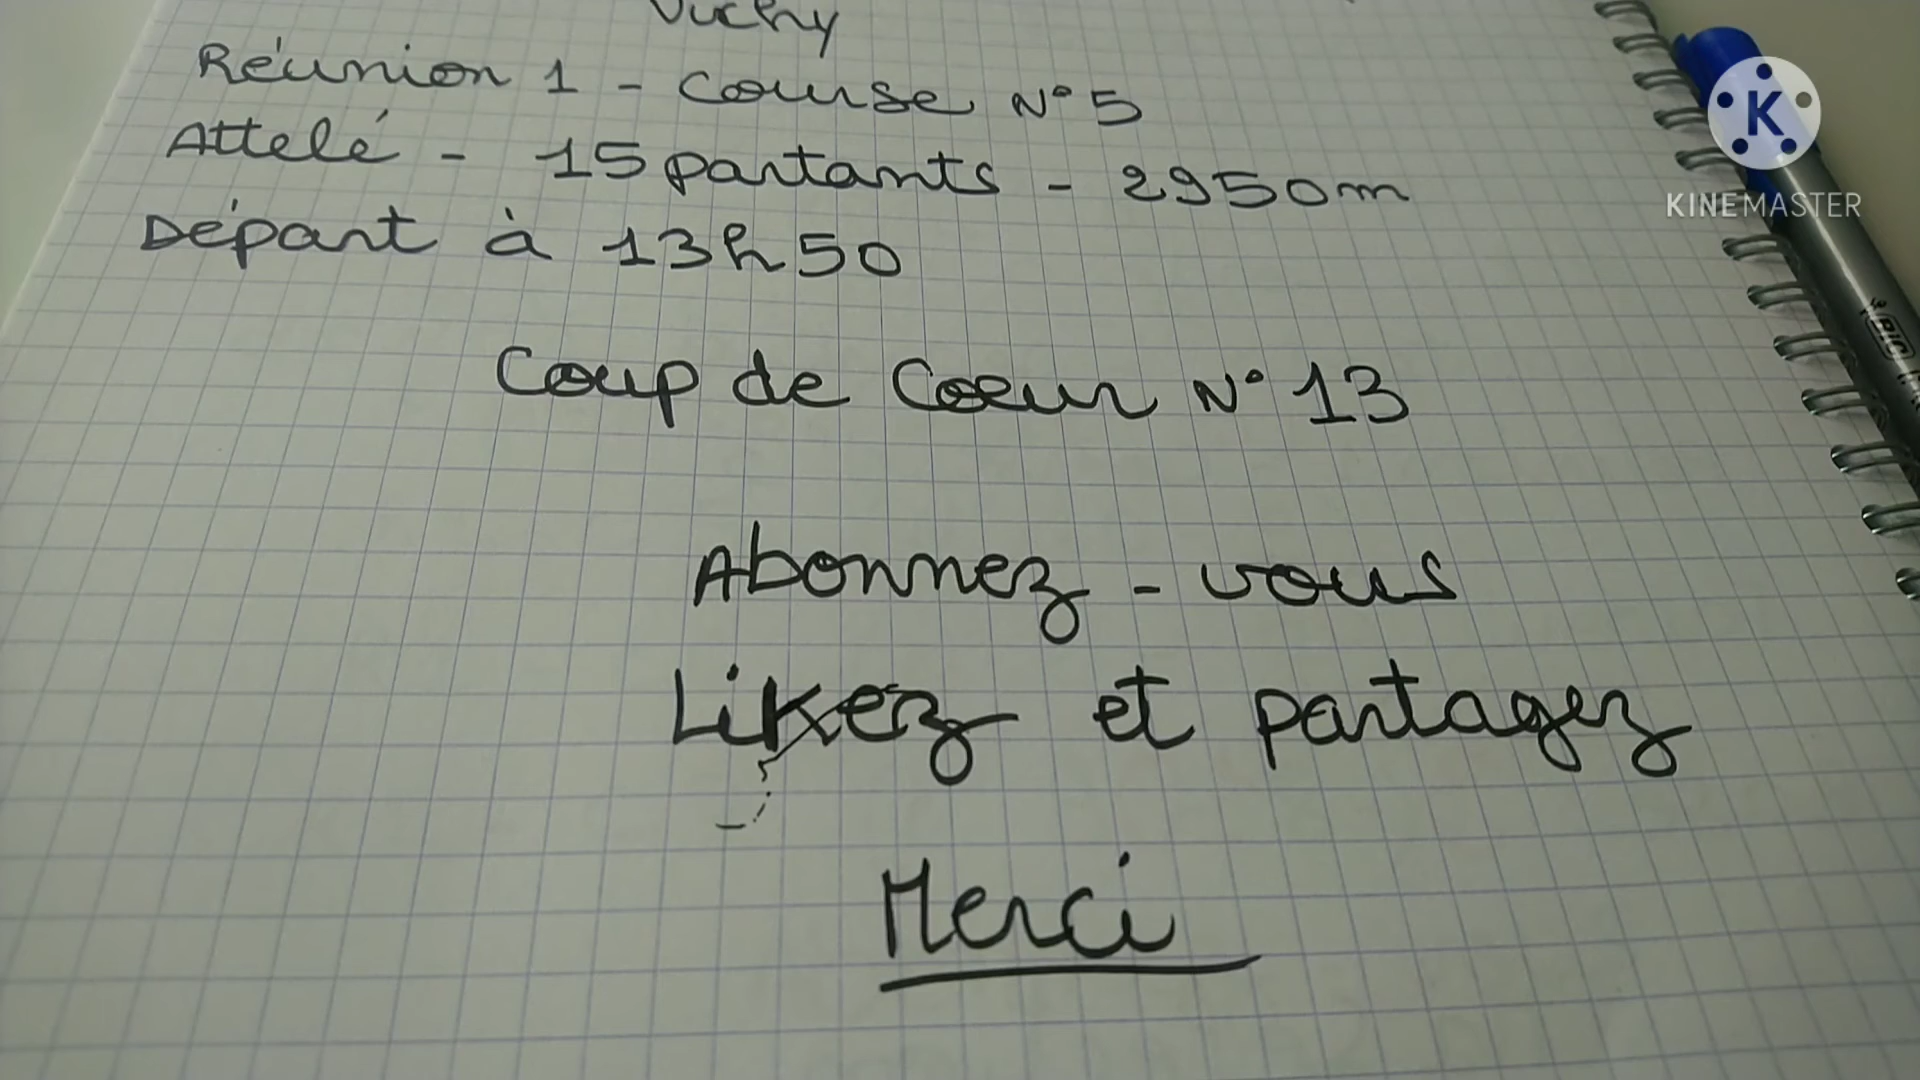 Vichy
Réunion 1 - Course N° 5
Attelé - 15 partants - 2950m
Départ à 13h50
Coup de Coeur N° 13
Abonnez-vous
Likez et partagez
Merci
K
KINEMASTER
BIC